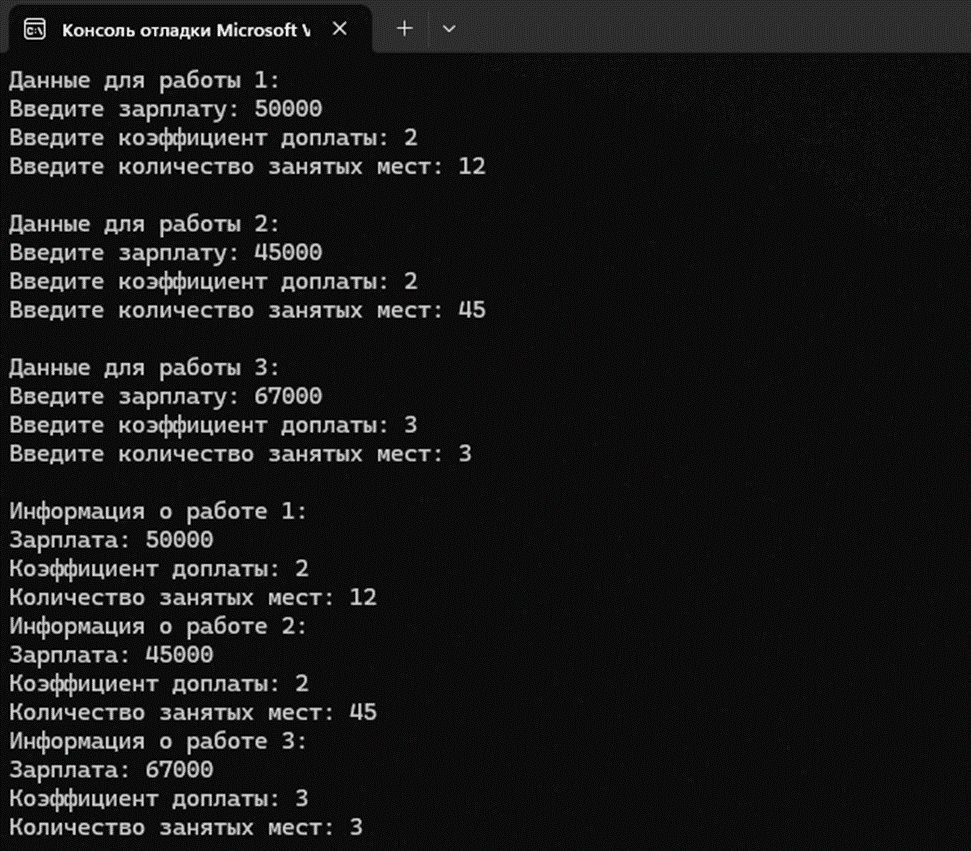 Консоль отладки Microsoft V
Данные для работы 1:
Введите зарплату: 50000
Введите коэффициент доплаты: 2
Введите количество занятых мест: 12
Данные для работы 2:
Введите зарплату: 45000
Введите коэффициент доплаты: 2
Введите количество занятых мест: 45
Данные для работы 3:
Введите зарплату: 67000
Введите коэффициент доплаты: 3
Введите количество занятых мест: 3
Информация о работе 1:
Зарплата: 50000
Коэффициент доплаты: 2
Количество занятых мест: 12
Информация о работе 2:
Зарплата: 45000
Коэффициент доплаты: 2
Количество занятых мест: 45
Информация о работе 3:
Зарплата: 67000
Коэффициент доплаты: 3
Количество занятых мест: 3